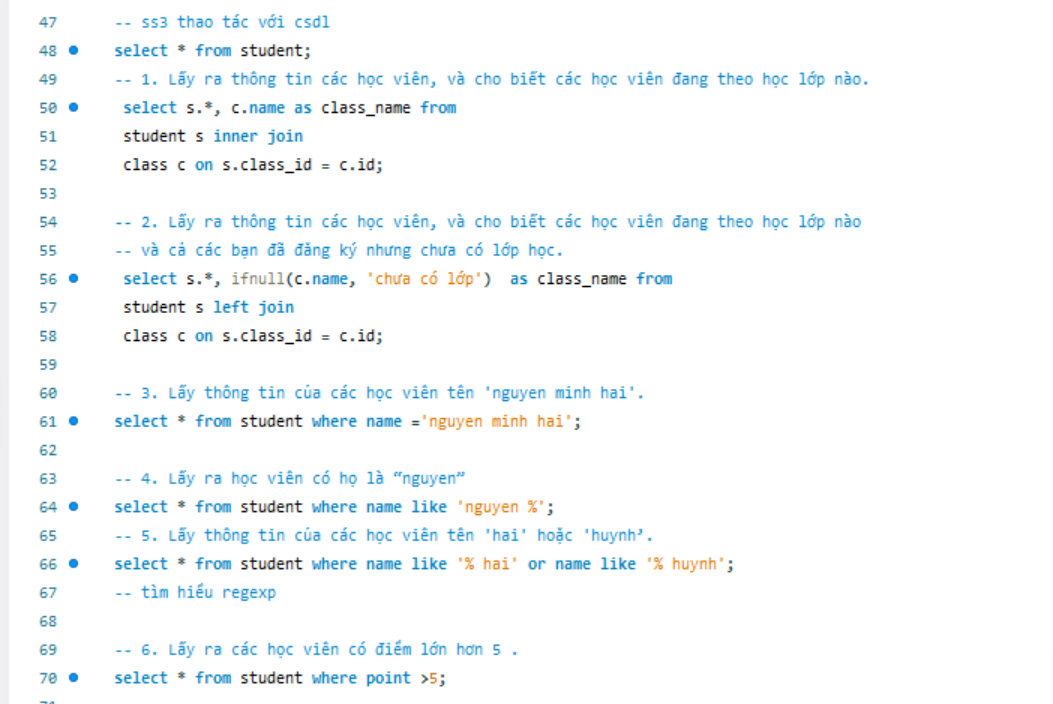 47 -- ss3 thao tác với csdl
48 select * from student;
49 -- 1. Lấy ra thông tin các học viên, và cho biết các học viên đang theo học lớp nào.
50 select s.*, c.name as class_name from
51 student s inner join
52 class c on s.class_id = c.id;
53
54 -- 2. Lấy ra thông tin các học viên, và cho biết các học viên đang theo học lớp nào
55 -- và cả các bạn đã đăng ký nhưng chưa có lớp học.
56 select s.*, ifnull(c.name, 'chưa có lớp')  as class_name from
57 student s left join
58 class c on s.class_id = c.id;
59
60 -- 3. Lấy thông tin của các học viên tên 'nguyen minh hai'.
61 select * from student where name ='nguyen minh hai';
62
63 -- 4. Lấy ra học viên có họ là “nguyen”
64 select * from student where name like 'nguyen %';
65 -- 5. Lấy thông tin của các học viên tên 'hai' hoặc 'huynh’.
66 select * from student where name like '% hai' or name like '% huynh';
67 -- tìm hiểu regexp
68
69 -- 6. Lấy ra các học viên có điểm lớn hơn 5 .
70 select * from student where point >5;